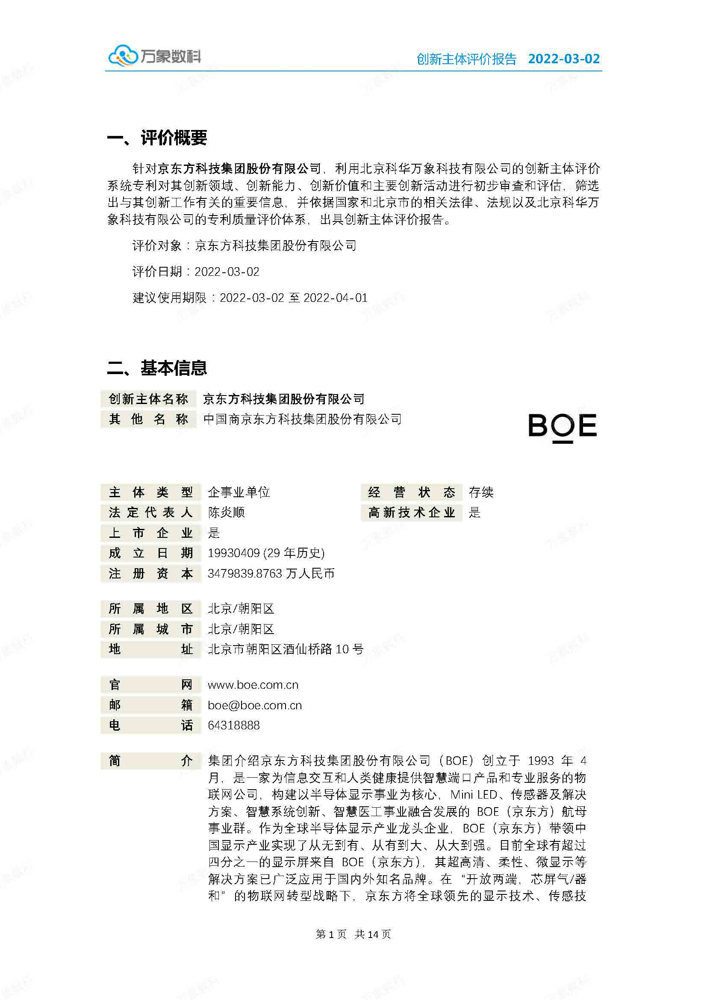 万象数科
创新主体评价报告 2022-03-02
一、评价概要
针对京东方科技集团股份有限公司，利用北京科华万象科技有限公司的创新主体评价
系统专利对其创新领域、创新能力、创新价值和主要创新活动进行初步审查和评估，筛选
出与其创新工作有关的重要信息，并依据国家和北京市的相关法律、法规以及北京科华万
象科技有限公司的专利质量评价体系，出具创新主体评价报告。
评价对象：京东方科技集团股份有限公司
评价日期：2022-03-02
建议使用期限：2022-03-02 至 2022-04-01
二、基本信息
创新主体名称 京东方科技集团股份有限公司
其他名称 中国商京东方科技集团股份有限公司
BOE
主体类型 企事业单位 经营状态 存续
法定代表人 陈炎顺 高新技术企业 是
上市企业 是
成立日期 19930409 (29 年历史)
注册资本 3479839.8763 万人民币
所属地区 北京/朝阳区
所属城市 北京/朝阳区
地址 北京市朝阳区酒仙桥路 10 号
官网 www.boe.com.cn
邮箱 boe@boe.com.cn
电话 64318888
简介 集团介绍京东方科技集团股份有限公司（BOE）创立于 1993 年 4
月，是一家为信息交互和人类健康提供智慧端口产品和专业服务的物
联网公司，构建以半导体显示事业为核心，Mini LED、传感器及解决
方案、智慧系统创新、智慧医工事业融合发展的 BOE（京东方）航母
事业群。作为全球半导体显示产业龙头企业，BOE（京东方）带领中
国显示产业实现了从无到有、从有到大、从大到强。目前全球有超过
四分之一的显示屏来自 BOE（京东方），其超高清、柔性、微显示等
解决方案已广泛应用于国内外知名品牌。在“开放两端，芯屏气/器
和”的物联网转型战略下，京东方将全球领先的显示技术、传感技
第 1 页 共 14 页